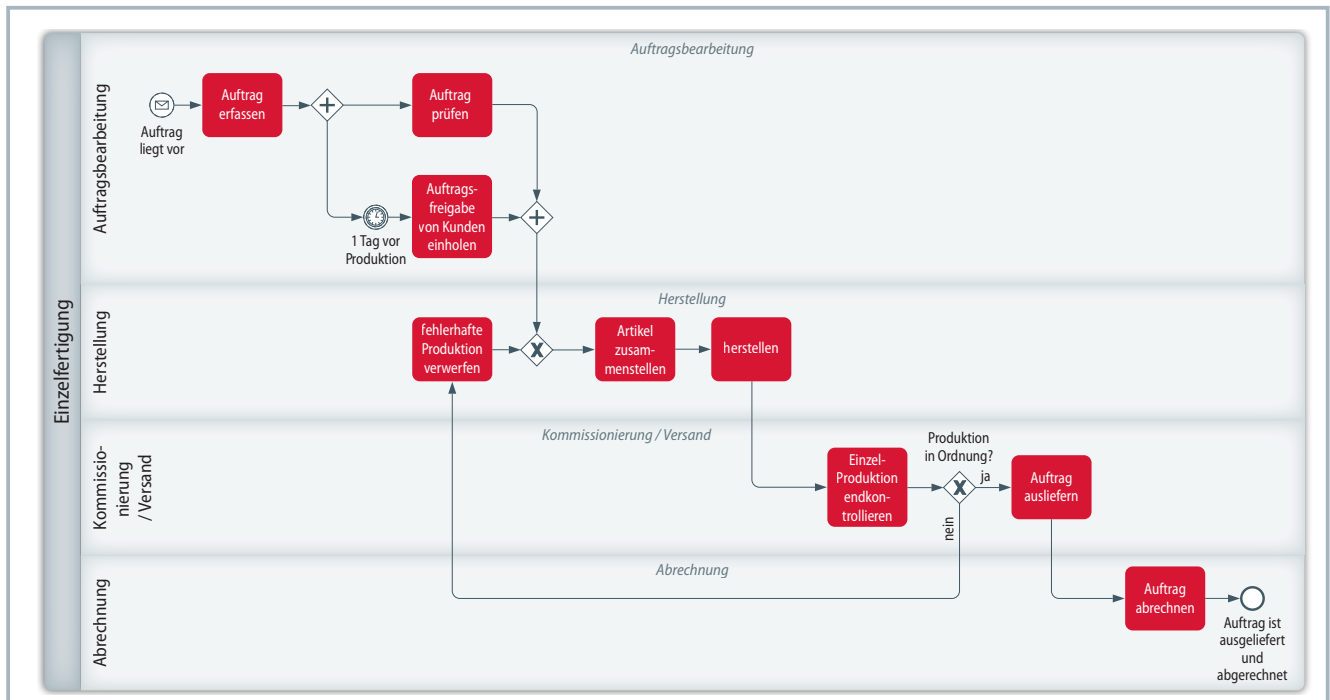 Einzelfertigung
Auftragsbearbeitung
Auftragsbearbeitung
Auftrag
liegt vor
Auftrag
erfassen
Auftrag
prüfen
1 Tag vor
Produktion
Auftrags-
freigabe
von Kunden
einholen
Herstellung
Herstellung
fehlerhafte
Produktion
verwerfen
X
Artikel
zusam-
menstellen
herstellen
Kommissio-
nierung
/ Versand
Kommissionierung / Versand
Einzel-
Produktion
endkon-
trollieren
Produktion
in Ordnung?
X
ja
nein
Auftrag
ausliefern
Abrechnung
Abrechnung
Auftrag
abrechnen
Auftrag ist
ausgeliefert
und
abgerechnet